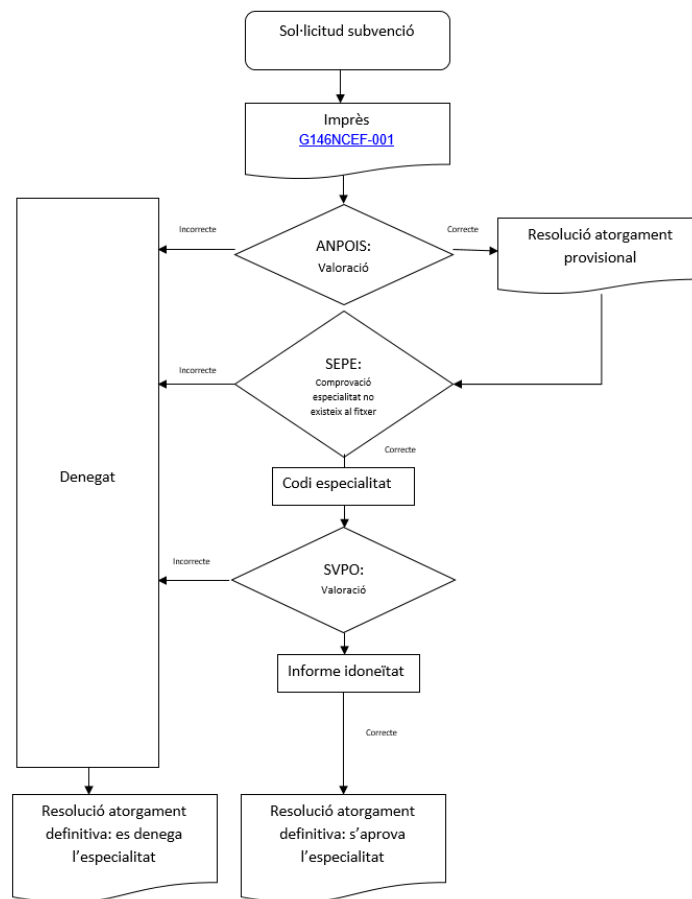 Sol·licitud subvenció
Imprès
G146NCEF-001
Incorrecte
ANPOIS:
Valoració
Correcte
Resolució atorgament
provisional
Incorrecte
SEPE:
Comprovació
especialitat no
existeix al fitxer
Correcte
Denegat
Codi especialitat
Incorrecte
SVPO:
Valoració
Informe idoneïtat
Correcte
Resolució atorgament
definitiva: es denega
l’especialitat
Resolució atorgament
definitiva: s’aprova
l’especialitat